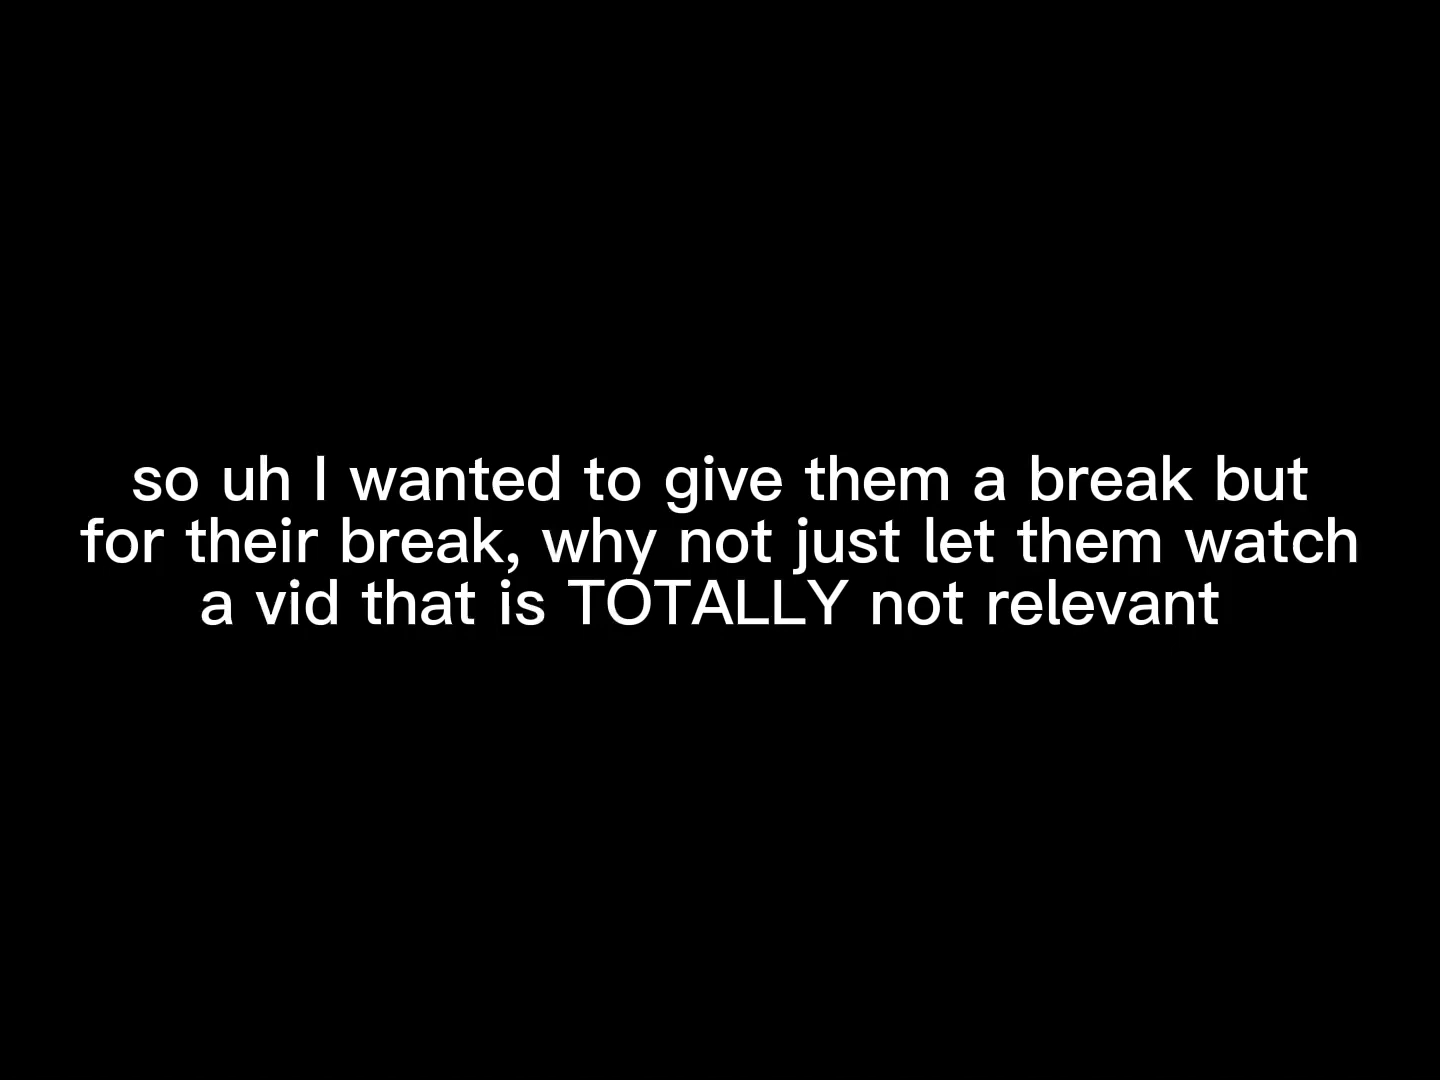 so uh I wanted to give them a break but
for their break, why not just let them watch
a vid that is TOTALLY not relevant